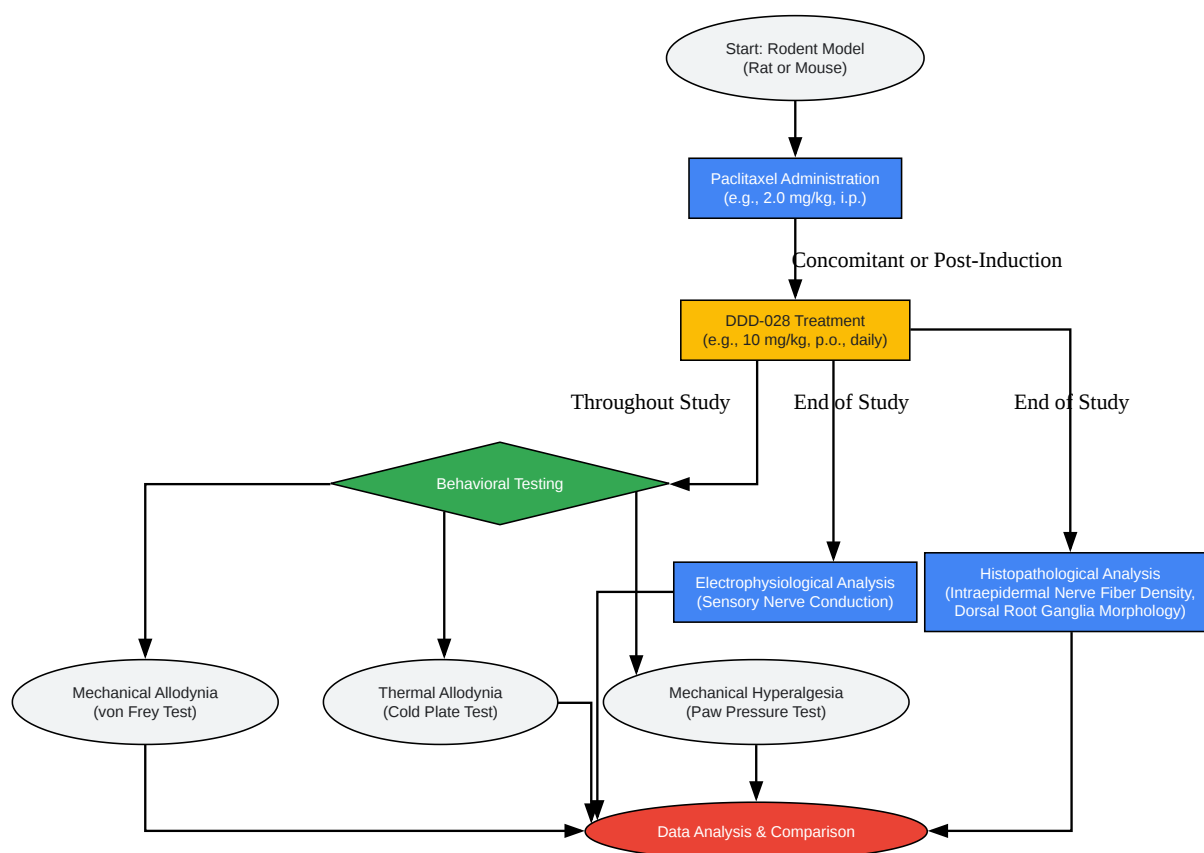 Start: Rodent Model
(Rat or Mouse)
Paclitaxel Administration
(e.g., 2.0 mg/kg, i.p.)
Concomitant or Post-Induction
DDD-028 Treatment
(e.g., 10 mg/kg, p.o., daily)
Throughout Study
End of Study
End of Study
Behavioral Testing
Electrophysiological Analysis
(Sensory Nerve Conduction)
Histopathological Analysis
(Intraepidermal Nerve Fiber Density,
Dorsal Root Ganglia Morphology)
Mechanical Allodynia
(von Frey Test)
Thermal Allodynia
(Cold Plate Test)
Mechanical Hyperalgesia
(Paw Pressure Test)
Data Analysis & Comparison